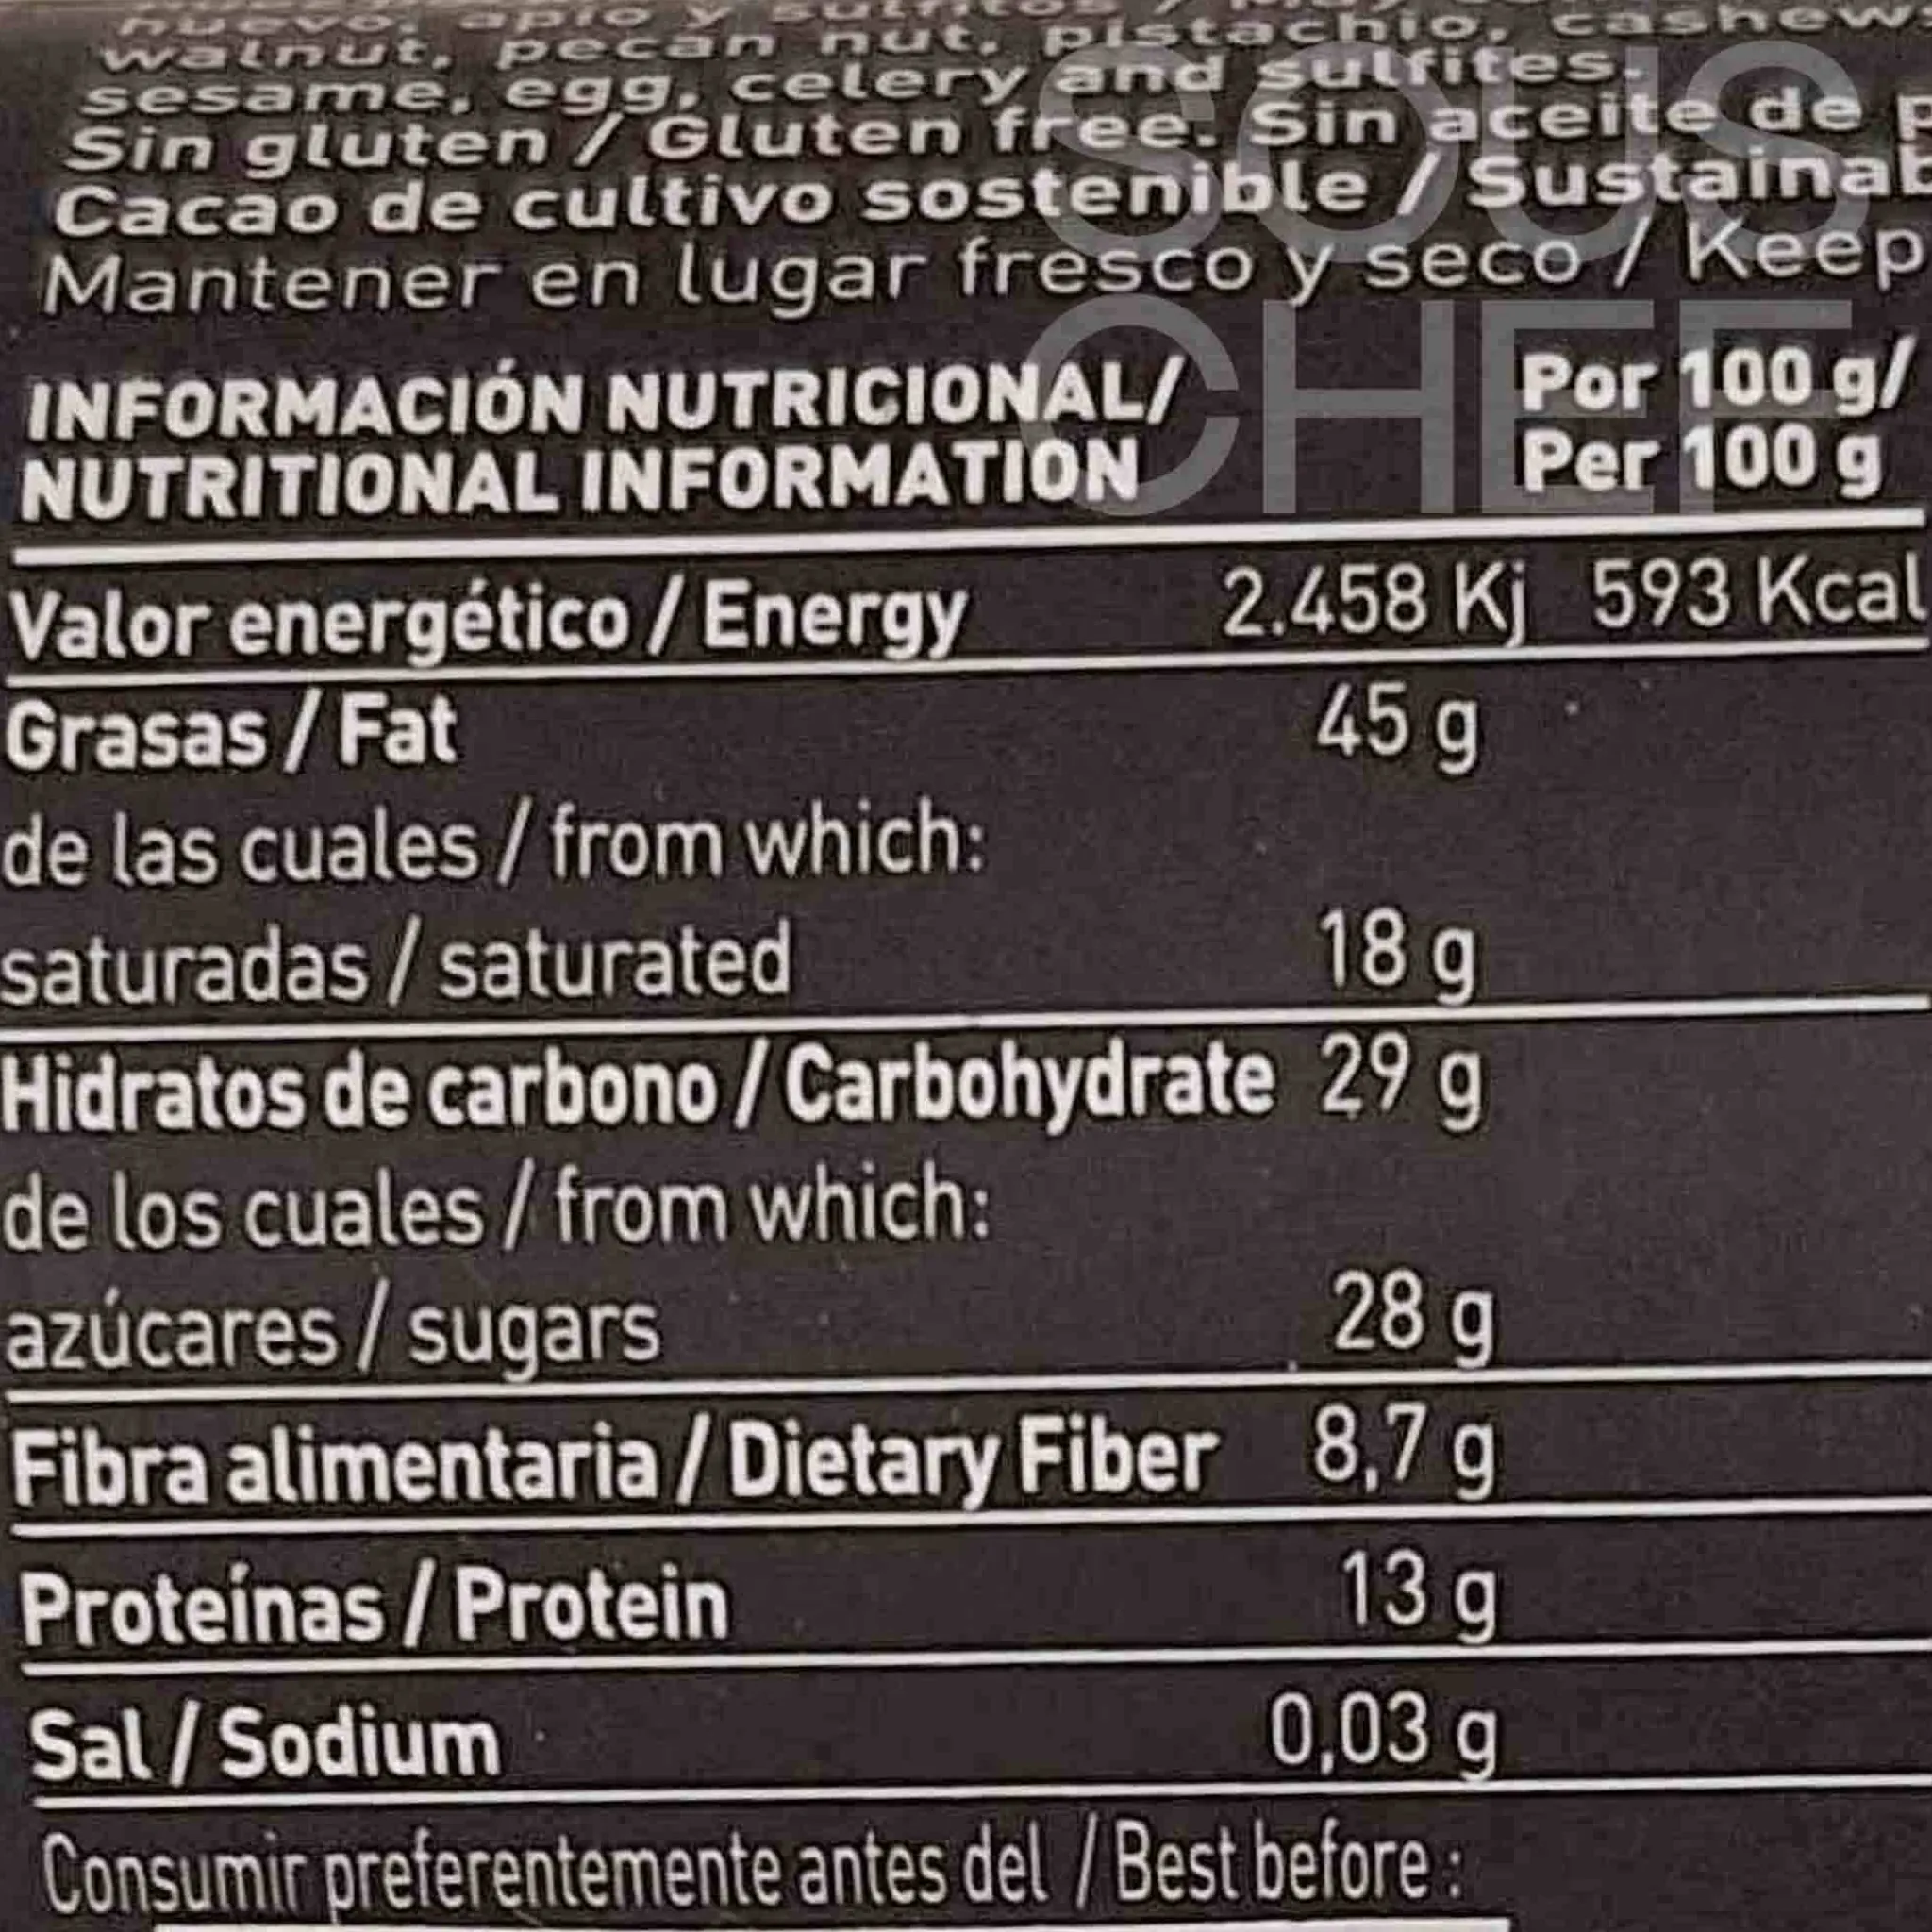 nuevo, apio y sulfitos /
walnut, pecan nut, pistachio, cashew
sesame, egg, celery and sulfites.
Sin gluten / Gluten free. Sin aceite de
Cacao de cultivo sostenible / Sustainab
Mantener en lugar fresco y seco / Keep
SOUS
CHEF
INFORMACIÓN NUTRICIONAL/ Por 100 g/
NUTRITIONAL INFORMATION Per 100 g
Valor energético / Energy 2.458 Kj 593 Kcal
Grasas / Fat 45 g
de las cuales / from which:
saturadas / saturated 18 g
Hidratos de carbono / Carbohydrate 29 g
de los cuales / from which:
azúcares / sugars 28 g
Fibra alimentaria / Dietary Fiber 8,7 g
Proteínas / Protein 13 g
Sal / Sodium 0,03 g
Consumir preferentemente antes del / Best before :